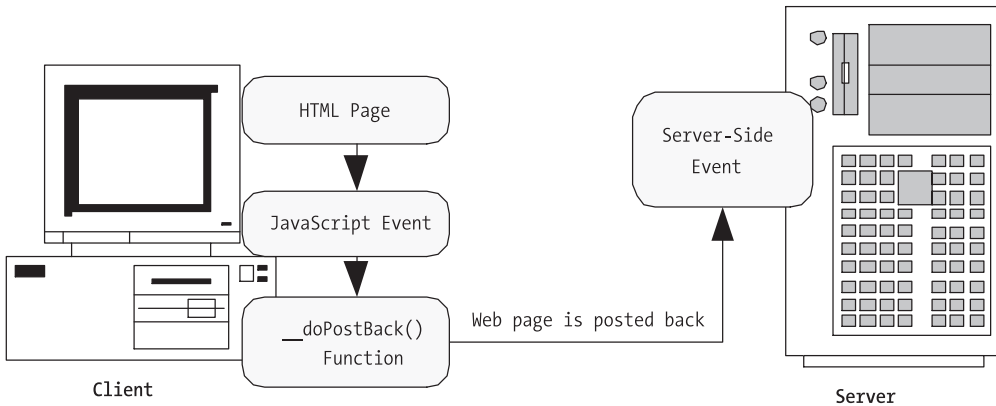 HTML Page
JavaScript Event
__doPostBack()
Function
Client
Web page is posted back
Server-Side
Event
Server